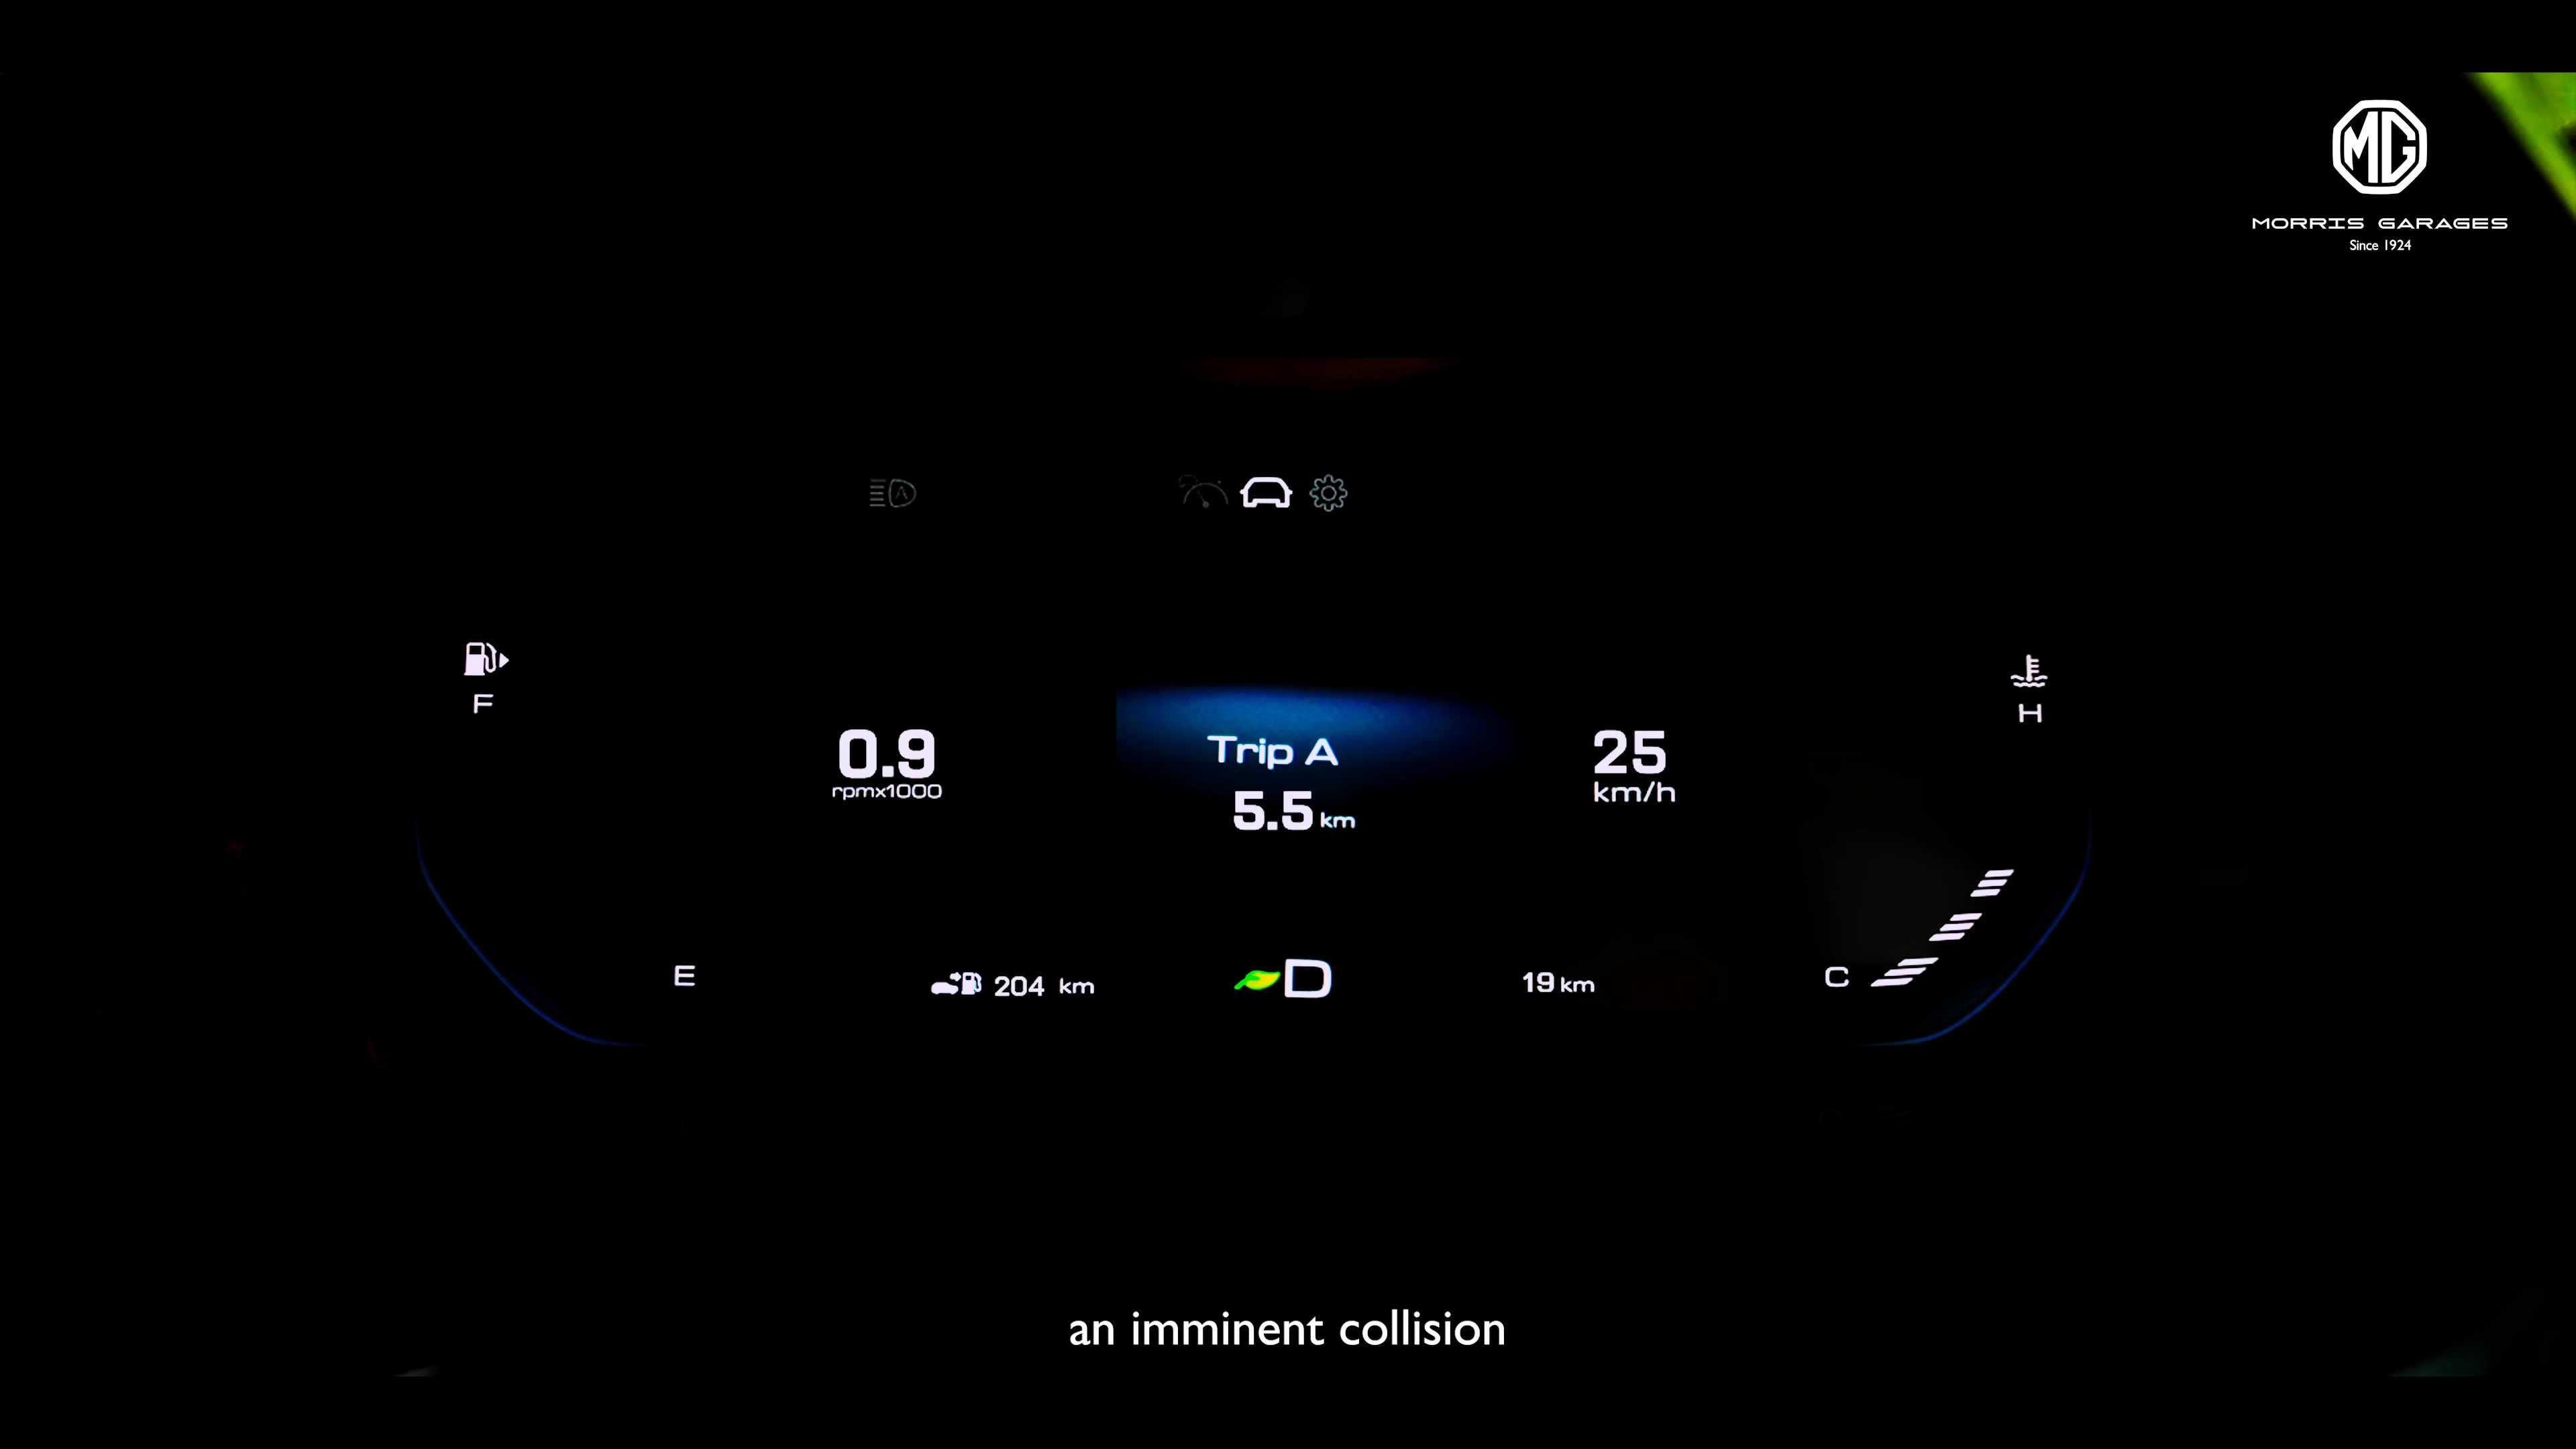 MG
MORRIS GARAGES
Since 1924
A
F
H
0.9
rpmx1000
Trip A
5.5 km
25
km/h
E
204 km
D
19 km
C
an imminent collision